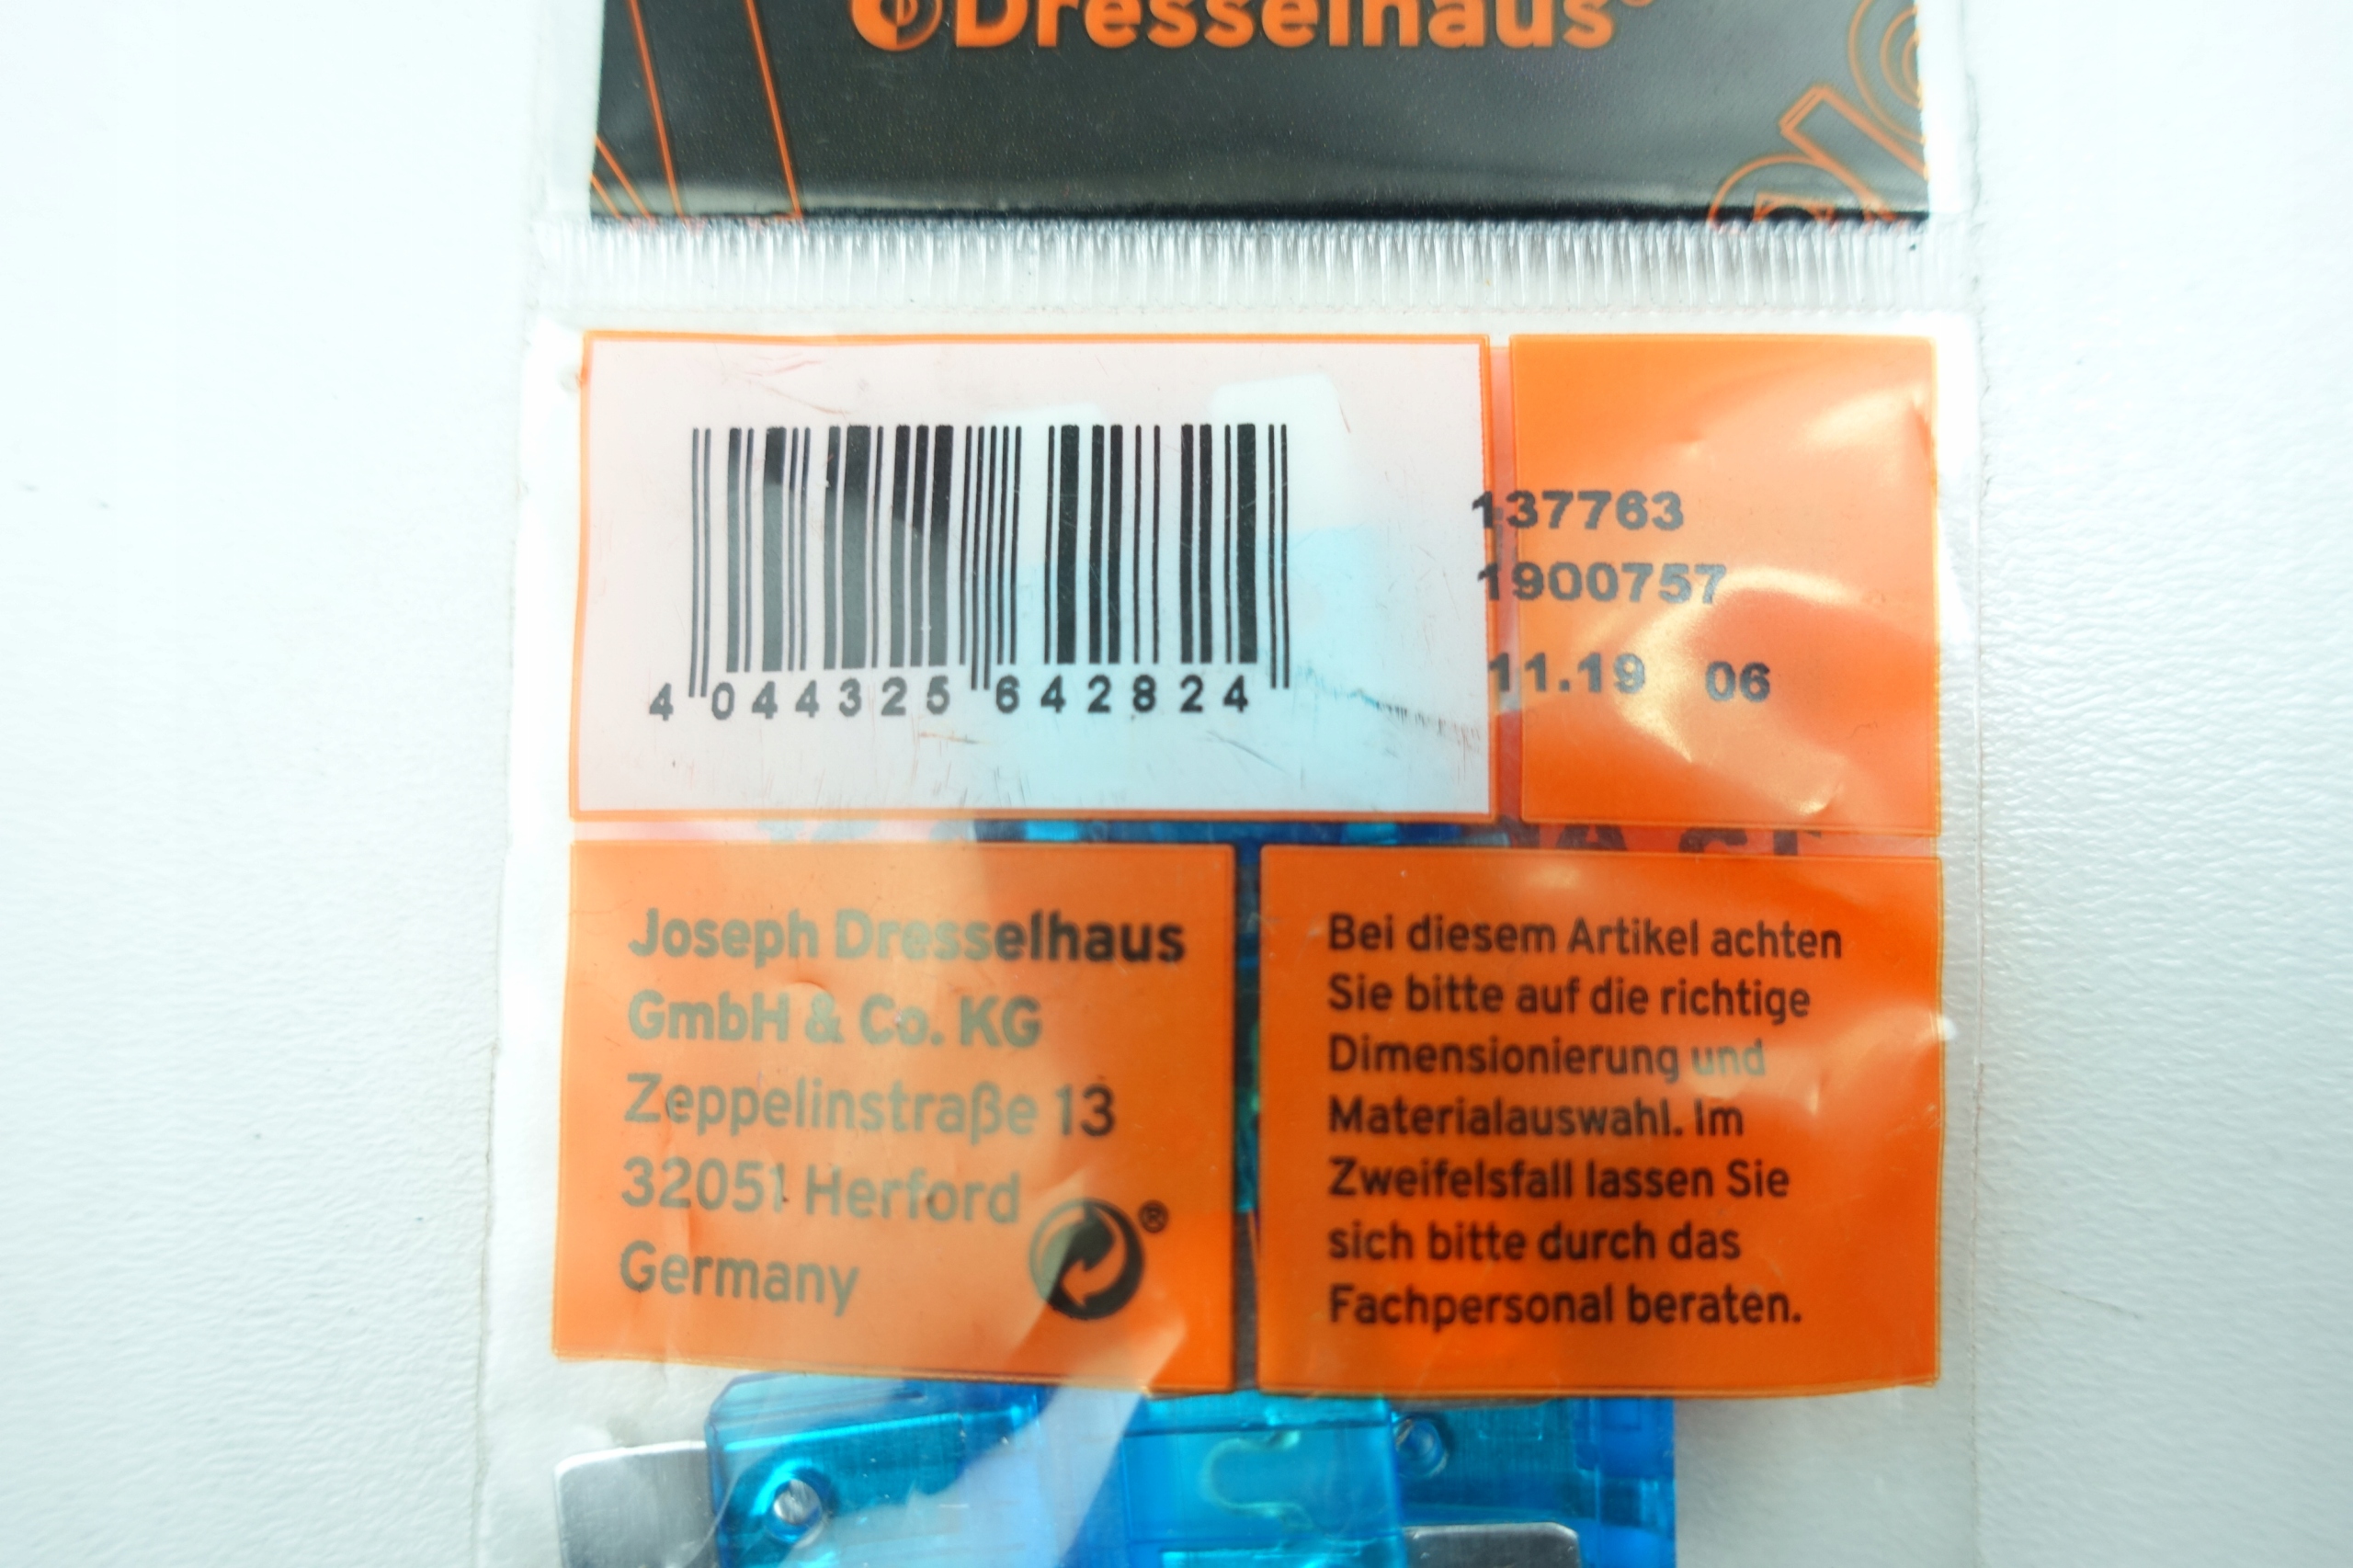 Dresselhaus®
4 044325 642824
137763
1900757
11.19 06
Joseph Dresselhaus
GmbH & Co. KG
Zeppelinstraße 13
32051 Herford
Germany
®
Bei diesem Artikel achten
Sie bitte auf die richtige
Dimensionierung und
Materialauswahl. Im
Zweifelsfall lassen Sie
sich bitte durch das
Fachpersonal beraten.